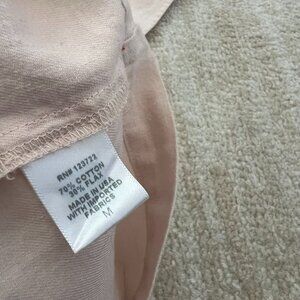 RN# 123722
70% COTTON
30% FLAX
MADE IN USA
WITH IMPORTED
FABRICS
M